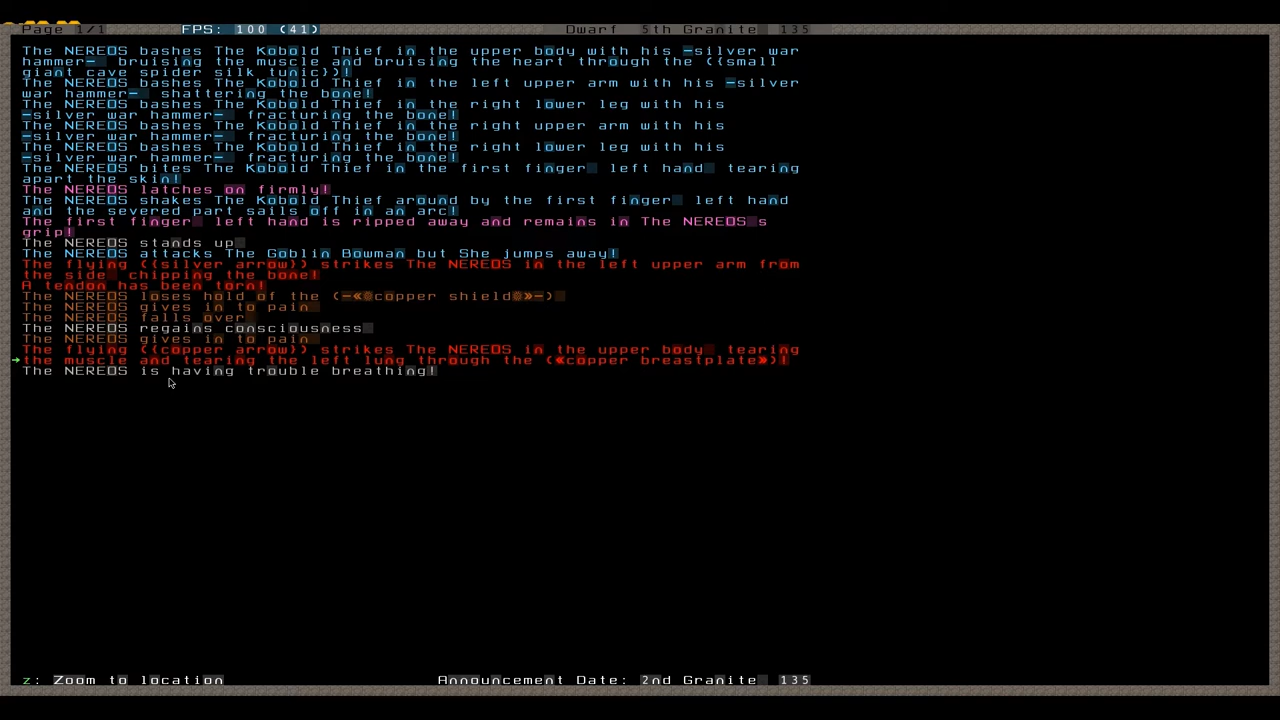 Page 1/1 FPS: 100 (41) Dwarf 5th Granite 135
The NEREOS bashes The Kobold Thief in the upper body with his -silver war
hammer- bruising the muscle and bruising the heart through the ((small
giant cave spider silk tunic))!
The NEREOS bashes The Kobold Thief in the left upper arm with his -silver
war hammer- shattering the bone!
The NEREOS bashes The Kobold Thief in the right lower leg with his
-silver war hammer- fracturing the bone!
The NEREOS bashes The Kobold Thief in the right upper arm with his
-silver war hammer- fracturing the bone!
The NEREOS bashes The Kobold Thief in the right lower leg with his
-silver war hammer- fracturing the bone!
The NEREOS bites The Kobold Thief in the first finger left hand tearing
apart the skin!
The NEREOS latches on firmly!
The NEREOS shakes The Kobold Thief around by the first finger left hand
and the severed part sails off in an arc!
The first finger left hand is ripped away and remains in The NEREOS s
grip!
The NEREOS stands up
The NEREOS attacks The Goblin Bowman but She jumps away!
The flying ((silver arrow)) strikes The NEREOS in the left upper arm from
the side chipping the bone!
A tendon has been torn!
The NEREOS loses hold of the (-«☼copper shield☼»-)
The NEREOS gives in to pain
The NEREOS falls over
The NEREOS regains consciousness
The NEREOS gives in to pain
The flying ((copper arrow)) strikes The NEREOS in the upper body tearing
the muscle and tearing the left lung through the («copper breastplate»)!
The NEREOS is having trouble breathing!
z: Zoom to location Announcement Date: 2nd Granite 135